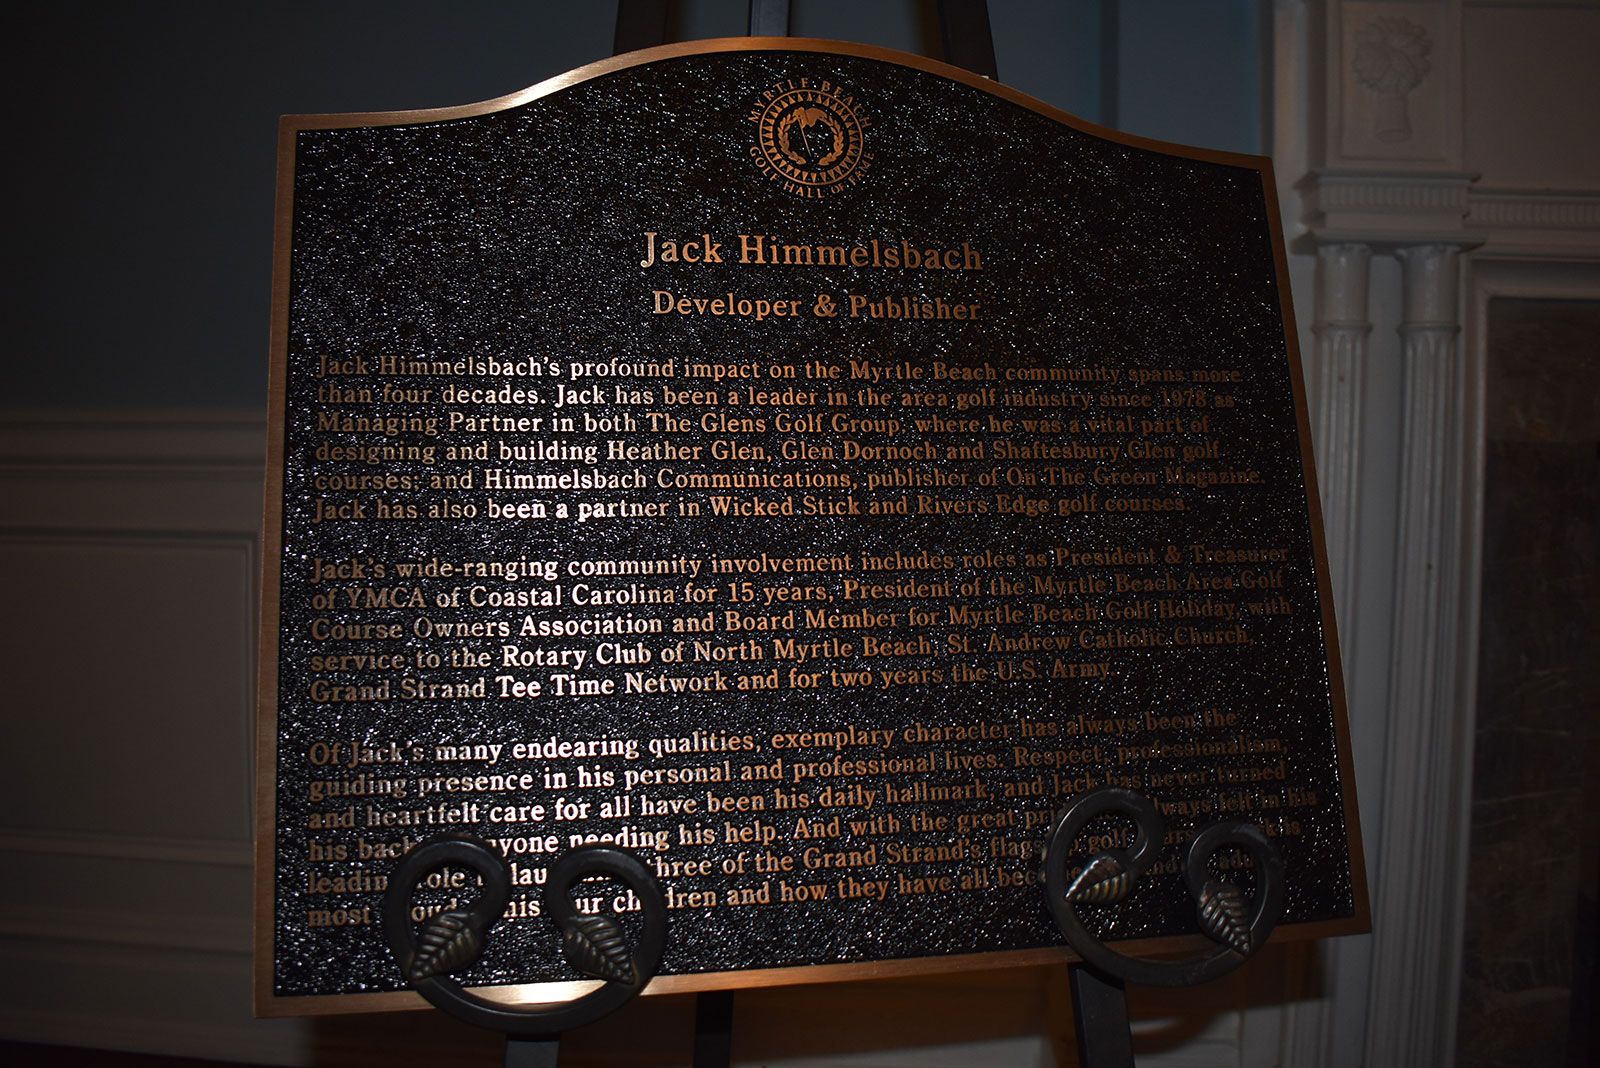 MYRTLE BEACH
GOLF HALL OF FAME
Jack Himmelsbach
Developer & Publisher
Jack Himmelsbach's profound impact on the Myrtle Beach community spans more
than four decades. Jack has been a leader in the area golf industry since 1978 as
Managing Partner in both The Glens Golf Group, where he was a vital part of
designing and building Heather Glen, Glen Dornoch and Shaftesbury Glen golf
courses; and Himmelsbach Communications, publisher of On The Green Magazine.
Jack has also been a partner in Wicked Stick and Rivers Edge golf courses.
Jack's wide-ranging community involvement includes roles as President & Treasurer
of YMCA of Coastal Carolina for 15 years, President of the Myrtle Beach Area Golf
Course Owners Association and Board Member for Myrtle Beach Golf Holiday, with
service to the Rotary Club of North Myrtle Beach, St. Andrew Catholic Church,
Grand Strand Tee Time Network and for two years the U.S. Army.
Of Jack's many endearing qualities, exemplary character has always been the
guiding presence in his personal and professional lives. Respect, professionalism,
and heartfelt care for all have been his daily hallmark, and Jack has never turned
his back needing his help. And with the great always felt in his
three of the Grand Strand's golf
most his and how they have all